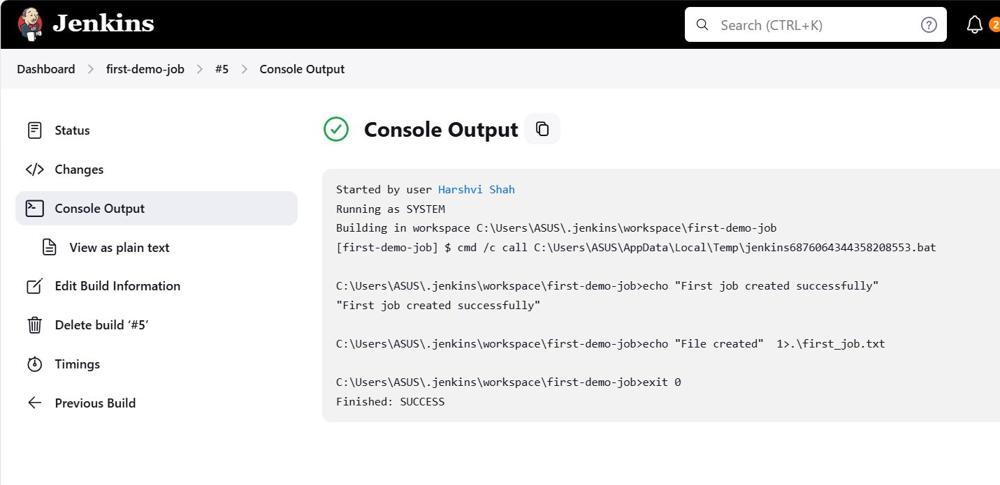 Jenkins
Search (CTRL+K)
?
2
Dashboard > first-demo-job > #5 > Console Output
Status
Changes
Console Output
View as plain text
Edit Build Information
Delete build ‘#5’
Timings
Previous Build
Console Output
Started by user Harshvi Shah
Running as SYSTEM
Building in workspace C:\Users\ASUS\.jenkins\workspace\first-demo-job
[first-demo-job] $ cmd /c call C:\Users\ASUS\AppData\Local\Temp\jenkins6876064344358208553.bat
C:\Users\ASUS\.jenkins\workspace\first-demo-job>echo "First job created successfully"
"First job created successfully"
C:\Users\ASUS\.jenkins\workspace\first-demo-job>echo "File created"  1>.\first_job.txt
C:\Users\ASUS\.jenkins\workspace\first-demo-job>exit 0
Finished: SUCCESS